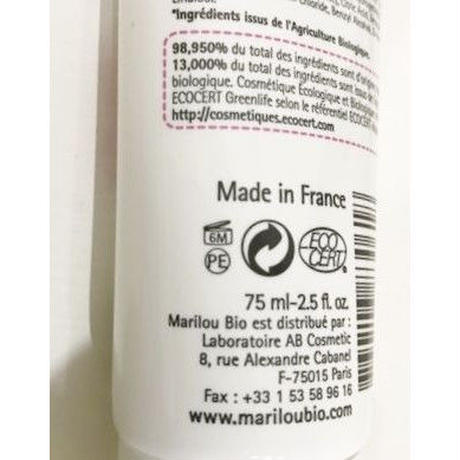 Chloride, Benzyl
*Ingrédients issus de l'Agriculture Biologique.
98,950% du total des ingrédients sont d'origine
13,000% du total des ingrédients sont issus de
biologique. Cosmétique Ecologique et Biologique
ECOCERT Greenlife selon le référentiel ECOCERT
http://cosmetiques.ecocert.com
Made in France
6M
PE
ECO
CERT
75 ml-2.5 fl. oz.
Marilou Bio est distribué par :
Laboratoire AB Cosmetic
8, rue Alexandre Cabanel
F-75015 Paris
Fax : +33 1 53 58 96 16
www.mariloubio.com